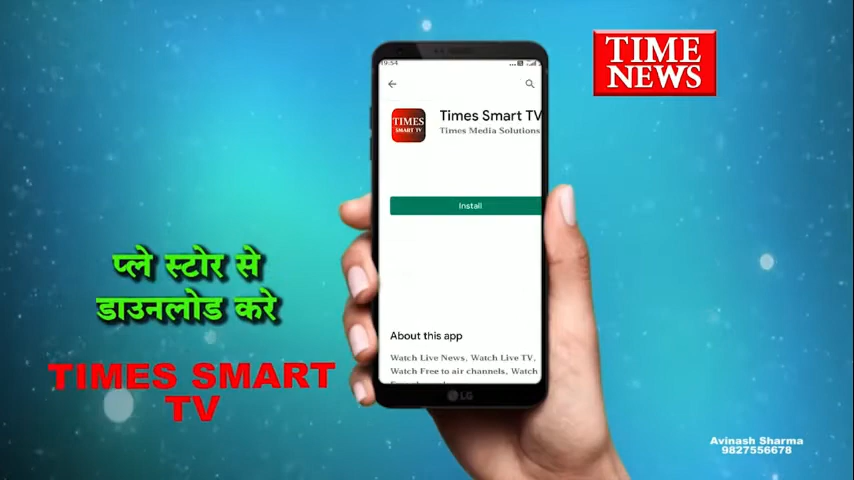 TIME
NEWS
19:54
Times Smart TV
TIMES
SMART TV
Times Media Solutions
Install
प्ले स्टोर से
डाउनलोड करे
TIMES SMART
TV
About this app
Watch Live News, Watch Live TV,
Watch Free to air channels, Watch
LG
Avinash Sharma
9827556678